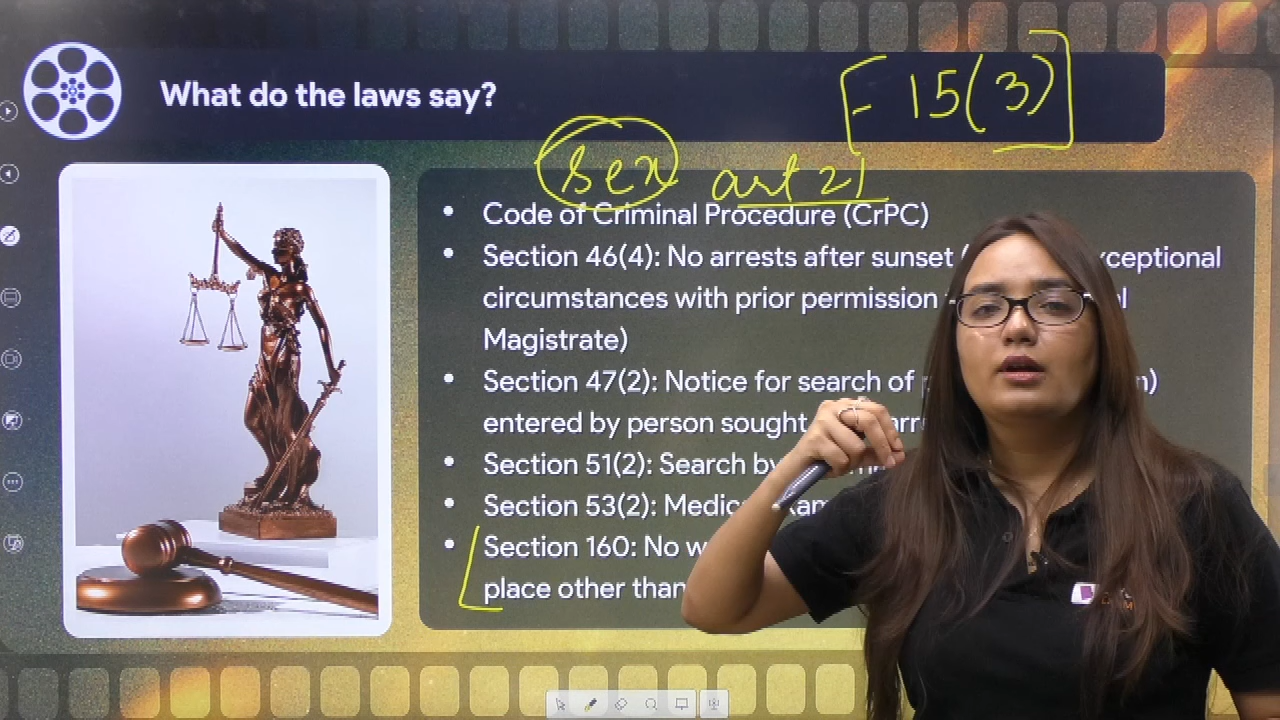 What do the laws say?
- 15(3)
Sex art 21
• Code of Criminal Procedure (CrPC)
• Section 46(4): No arrests after sunset (
circumstances with prior permission
Magistrate)
• Section 47(2): Notice for search of
entered by person sought
• Section 51(2): Search by
• Section 53(2):
• Section 160: No
place other than